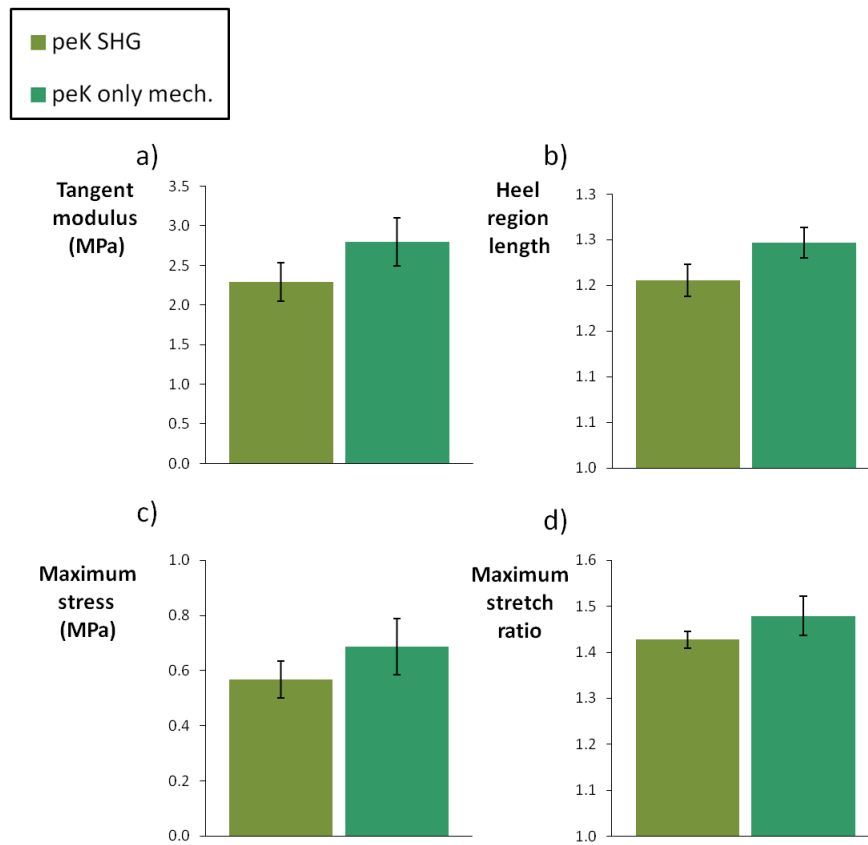 peK SHG
peK only mech.
a)
Tangent
modulus
(MPa)
3.5
3.0
2.5
2.0
1.5
1.0
0.5
0.0
b)
Heel
region
length
1.3
1.3
1.2
1.2
1.1
1.1
1.0
c)
Maximum
stress
(MPa)
1.0
0.8
0.6
0.4
0.2
0.0
d)
Maximum
stretch
ratio
1.6
1.5
1.4
1.3
1.2
1.1
1.0